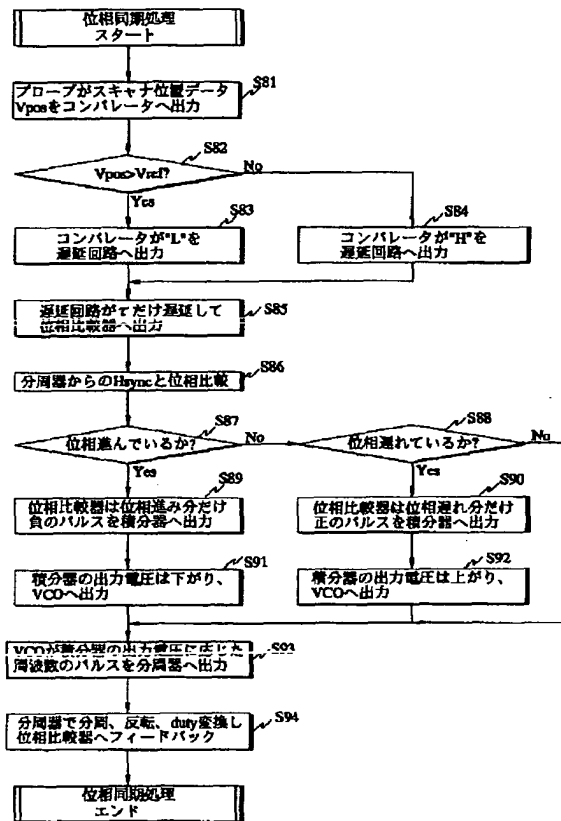 位相同期処理
スタート
S81
プローブがスキャナ位置データ
Vposをコンパレータへ出力
S82
Vpos>Vref?
No
Yes
S83
コンパレータが"L"を
遅延回路へ出力
S84
コンパレータが"H"を
遅延回路へ出力
遅延回路がτだけ遅延して
位相比較器へ出力
S85
S86
分周器からのHsyncと位相比較
S87
位相進んでいるか?
No
Yes
S88
位相遅れているか?
No
Yes
S89
位相比較器は位相進み分だけ
負のパルスを積分器へ出力
S90
位相比較器は位相遅れ分だけ
正のパルスを積分器へ出力
S91
積分器の出力電圧は下がり、
VCOへ出力
S92
積分器の出力電圧は上がり、
VCOへ出力
VCOが積分器の出力電圧に応じた
周波数のパルスを分周器へ出力
S93
分周器で分周、反転、duty変換し
位相比較器へフィードバック
S94
位相同期処理
エンド